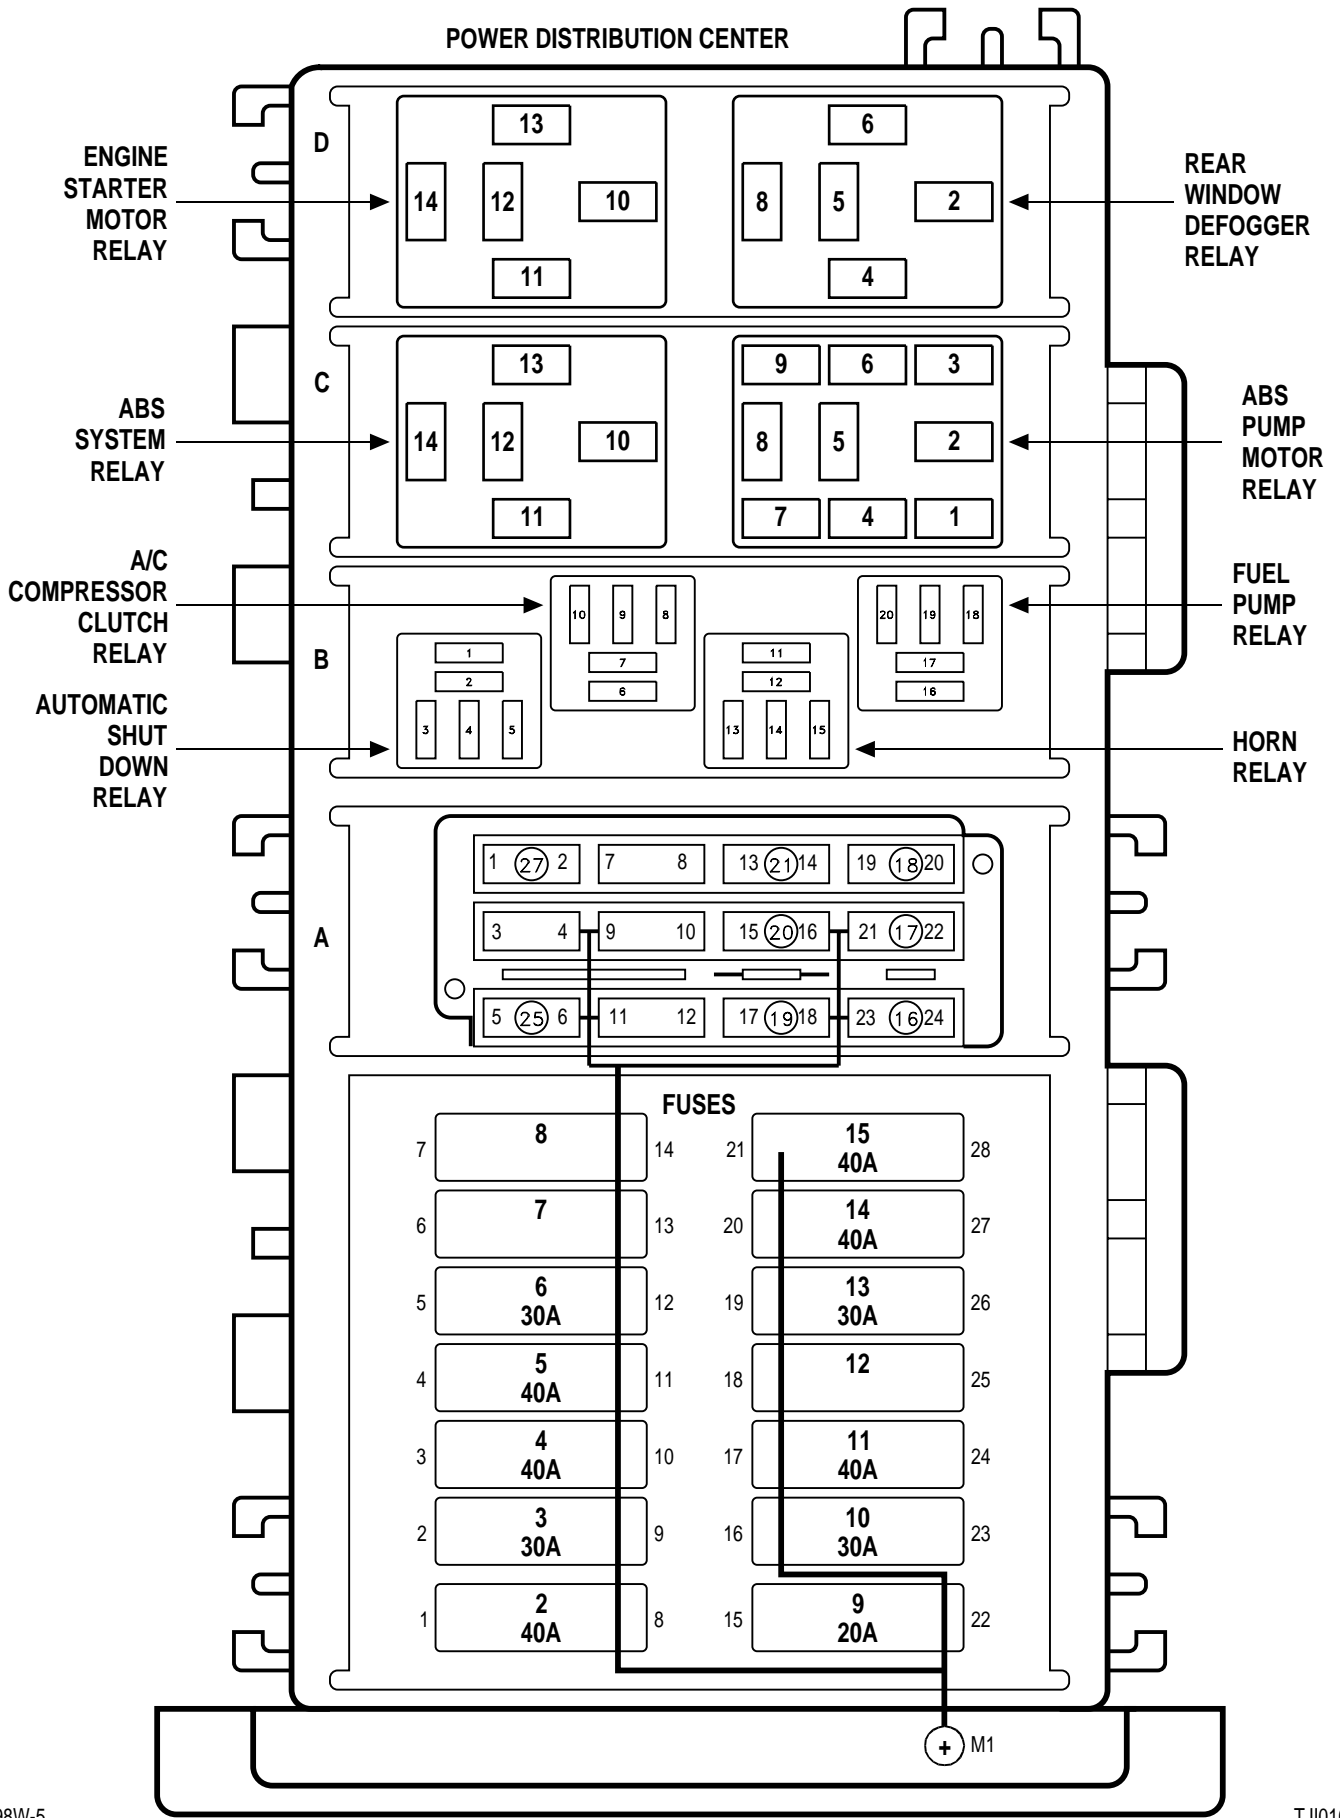 POWER DISTRIBUTION CENTER
D
13
14
12
10
11
6
8
5
2
4
ENGINE
STARTER
MOTOR
RELAY
REAR
WINDOW
DEFOGGER
RELAY
C
13
14
12
10
11
9 6 3
8 5 2
7 4 1
ABS
SYSTEM
RELAY
ABS
PUMP
MOTOR
RELAY
A/C
COMPRESSOR
CLUTCH
RELAY
FUEL
PUMP
RELAY
B
10 9 8
7
6
20 19 18
17
16
1
2
3 4 5
11
12
13 14 15
AUTOMATIC
SHUT
DOWN
RELAY
HORN
RELAY
A
1 27 2 7 8 13 21 14 19 18 20
3 4 9 10 15 20 16 21 17 22
5 25 6 11 12 17 19 18 23 16 24
FUSES
7 8 14 21 15 28
40A
6 7 13 20 14 27
40A
5 6 12 19 13 26
30A 30A
4 5 11 18 12 25
40A
3 4 10 17 11 24
40A 40A
2 3 9 16 10 23
30A 30A
1 2 8 15 9 22
40A 20A
+ M1